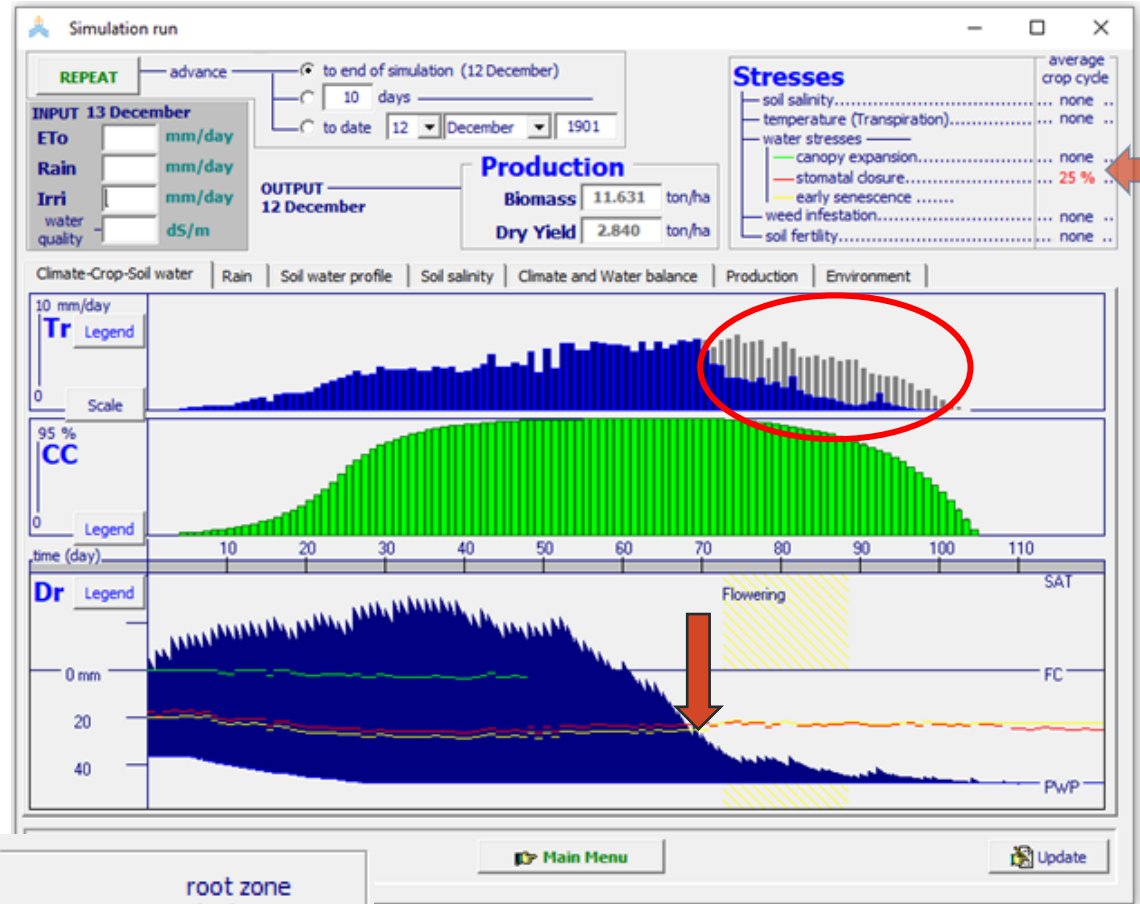 Simulation run
REPEAT
advance
to end of simulation (12 December)
10 days
to date 12 December 1901
INPUT 13 December
ETo mm/day
Rain mm/day
Irri mm/day
water quality dS/m
OUTPUT
12 December
Production
Biomass 11.631 ton/ha
Dry Yield 2.840 ton/ha
Stresses
average crop cycle
soil salinity................... ... none ..
temperature (Transpiration)............... ... none ..
water stresses
canopy expansion.................... ... none ..
stomatal closure...................... ... 25 % ..
early senescence .......
weed infestation...................... ... none ..
soil fertility............................ ... none ..
Climate-Crop-Soil water Rain Soil water profile Soil salinity Climate and Water balance Production Environment
10 mm/day
Tr Legend
0
Scale
95 %
CC
0
Legend
time (day) 10 20 30 40 50 60 70 80 90 100 110
Dr Legend
Flowering
SAT
0 mm
FC
20
40
PWP
Main Menu
Update
root zone